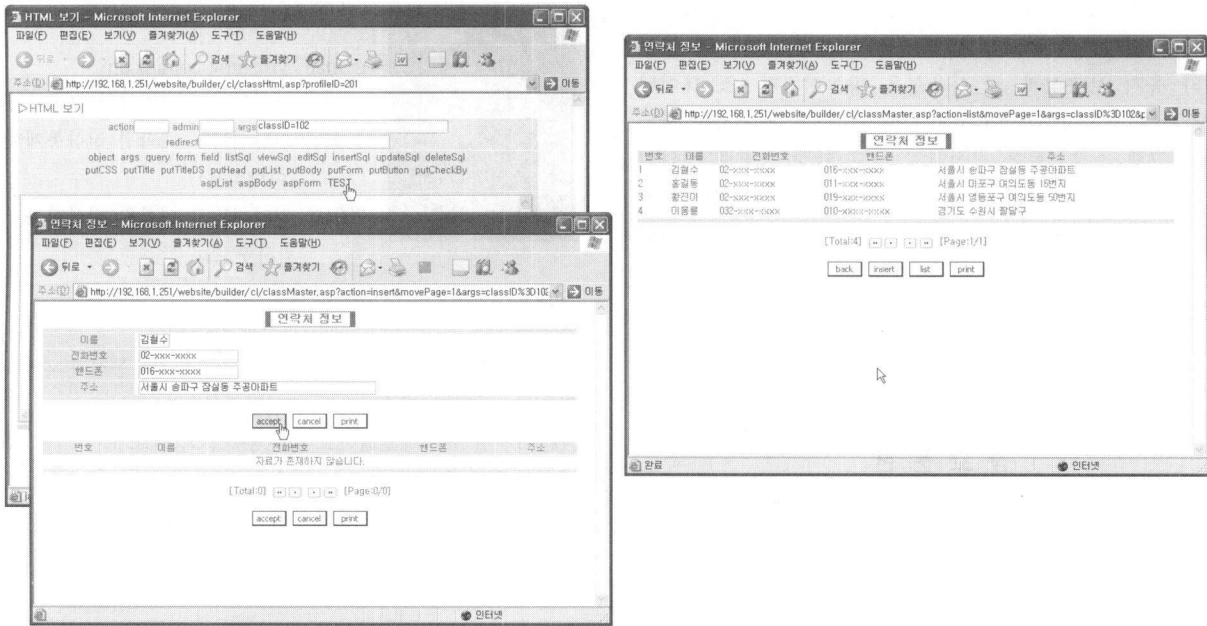 HTML 보기 - Microsoft Internet Explorer
파일(F) 편집(E) 보기(V) 즐겨찾기(A) 도구(T) 도움말(H)
뒤로 검색 즐겨찾기
주소(D) http://192.168.1.251/website/builder/cl/classHtml.asp?profileID=201 이동
▷HTML 보기
action admin args classID=102
redirect
object args query form field listSql viewSql editSql insertSql updateSql deleteSql
putCSS putTitle putTitleDS putHead putList putBody putForm putButton putCheckBy
aspList aspBody aspForm TEST
연락처 정보 - Microsoft Internet Explorer
파일(F) 편집(E) 보기(V) 즐겨찾기(A) 도구(T) 도움말(H)
뒤로 검색 즐겨찾기
주소(D) http://192.168.1.251/website/builder/cl/classMaster.asp?action=insert&movePage=1&args=classID%3D102 이동
연락처 정보
이름 김철수
전화번호 02-xxx-xxxx
핸드폰 016-xxx-xxxx
주소 서울시 송파구 잠실동 주공아파트
accept cancel print
번호 이름 전화번호 핸드폰 주소
자료가 존재하지 않습니다.
[Total:0] [Page:0/0]
accept cancel print
인터넷
연락처 정보 - Microsoft Internet Explorer
파일(F) 편집(E) 보기(V) 즐겨찾기(A) 도구(T) 도움말(H)
뒤로 검색 즐겨찾기
주소(D) http://192.168.1.251/website/builder/cl/classMaster.asp?action=list&movePage=1&args=classID%3D102&p 이동
연락처 정보
번호 이름 전화번호 핸드폰 주소
1 김철수 02-xxx-xxxx 016-xxx-xxxx 서울시 송파구 잠실동 주공아파트
2 홍길동 02-xxx-xxxx 011-xxx-xxxx 서울시 마포구 여의도동 15번지
3 황진이 02-xxx-xxxx 019-xxx-xxxx 서울시 영등포구 여의도동 50번지
4 이몽룡 032-xxx-xxxx 010-xxxx-xxxx 경기도 수원시 팔달구
[Total:4] [Page:1/1]
back insert list print
완료 인터넷